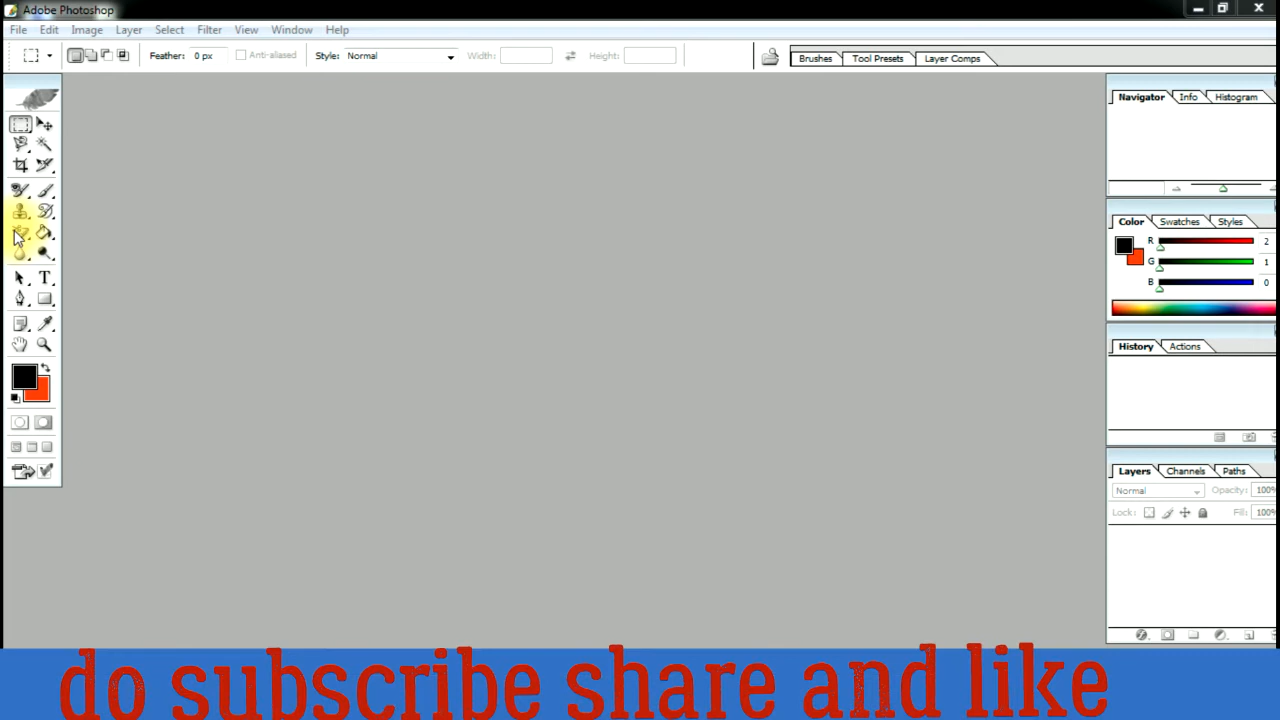 Adobe Photoshop
File Edit Image Layer Select Filter View Window Help
Feather: 0 px Anti-aliased Style: Normal Width: Height: Brushes Tool Presets Layer Comps
Navigator Info Histogram
Color Swatches Styles
R 2
G 1
B 0
T
History Actions
Layers Channels Paths
Normal Opacity: 100%
Lock: Fill: 100%
do subscribe share and like